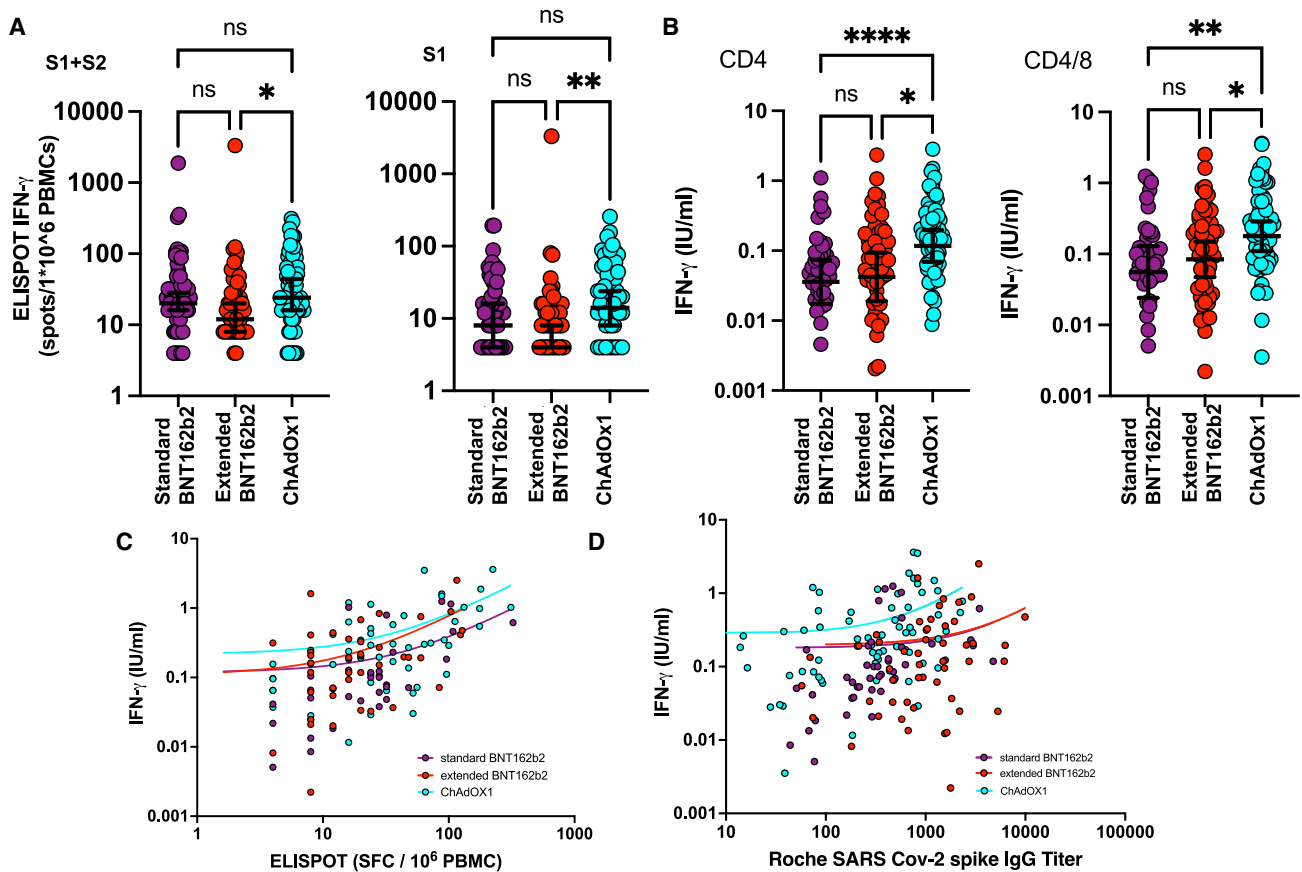 A
S1+S2
ns
ns
*
ELISPOT IFN-γ
(spots/1*10^6 PBMCs)
10000
1000
100
10
1
Standard
BNT162b2
Extended
BNT162b2
ChAdOx1
S1
ns
ns
**
10000
1000
100
10
1
Standard
BNT162b2
Extended
BNT162b2
ChAdOx1
B
CD4
****
ns
*
IFN-γ (IU/ml)
10
1
0.1
0.01
0.001
Standard
BNT162b2
Extended
BNT162b2
ChAdOx1
CD4/8
**
ns
*
IFN-γ (IU/ml)
10
1
0.1
0.01
0.001
Standard
BNT162b2
Extended
BNT162b2
ChAdOx1
C
IFN-γ (IU/ml)
10
1
0.1
0.01
0.001
standard BNT162b2
extended BNT162b2
ChAdOX1
1 10 100 1000
ELISPOT (SFC / 10⁶ PBMC)
D
IFN-γ (IU/ml)
10
1
0.1
0.01
0.001
standard BNT162b2
extended BNT162b2
ChAdOX1
10 100 1000 10000 100000
Roche SARS Cov-2 spike IgG Titer